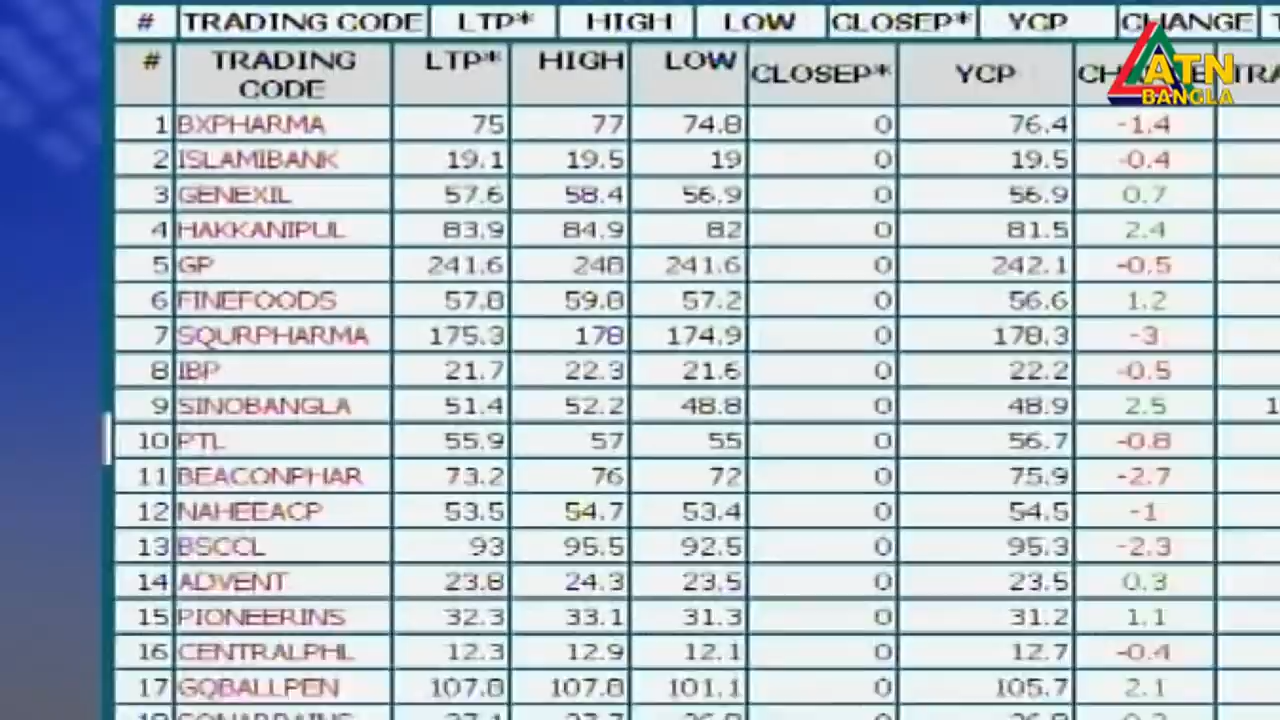 # TRADING CODE LTP* HIGH LOW CLOSEP* YCP CHANGE
# TRADING CODE LTP* HIGH LOW CLOSEP* YCP
ATN BANGLA
1 BXPHARMA 75 77 74.8 0 76.4 -1.4
2 ISLAMIBANK 19.1 19.5 19 0 19.5 -0.4
3 GENEXIL 57.6 58.4 56.9 0 56.9 0.7
4 HAKKANIPUL 83.9 84.9 82 0 81.5 2.4
5 GP 241.6 248 241.6 0 242.1 -0.5
6 FINEFOODS 57.8 59.8 57.2 0 56.6 1.2
7 SQURPHARMA 175.3 178 174.9 0 178.3 -3
8 IBP 21.7 22.3 21.6 0 22.2 -0.5
9 SINOBANGLA 51.4 52.2 48.8 0 48.9 2.5
10 PTL 55.9 57 55 0 56.7 -0.8
11 BEACONPHAR 73.2 76 72 0 75.9 -2.7
12 NAHEEACP 53.5 54.7 53.4 0 54.5 -1
13 BSCCL 93 95.5 92.5 0 95.3 -2.3
14 ADVENT 23.8 24.3 23.5 0 23.5 0.3
15 PIONEERINS 32.3 33.1 31.3 0 31.2 1.1
16 CENTRALPHL 12.3 12.9 12.1 0 12.7 -0.4
17 GQBALLPEN 107.8 107.8 101.1 0 105.7 2.1